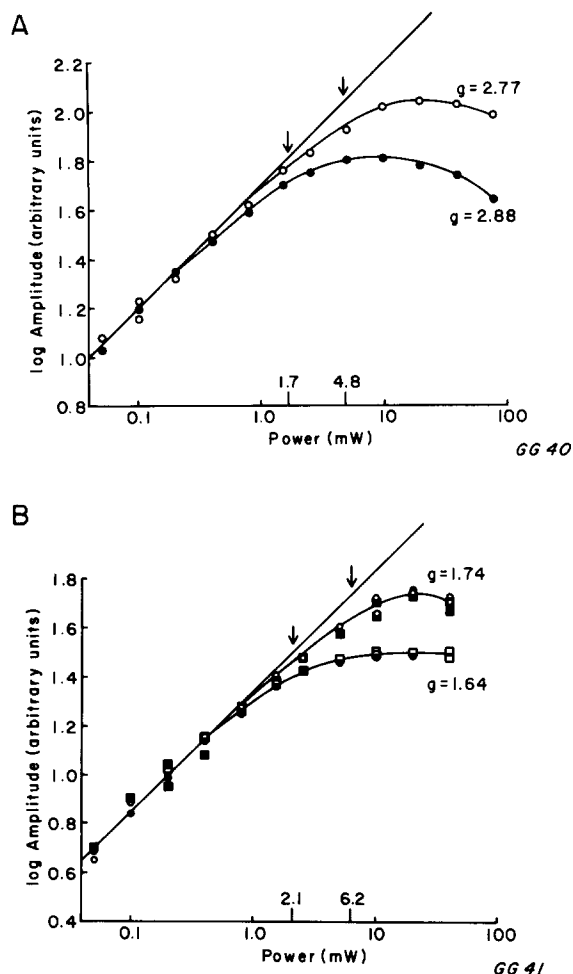 A
log Amplitude (arbitrary units)
2.2
2.0
1.8
1.6
1.4
1.2
1.0
0.8
g = 2.77
g = 2.88
1.7 4.8
0.1 1.0 10 100
Power (mW)
GG 40
B
log Amplitude (arbitrary units)
1.8
1.6
1.4
1.2
1.0
0.8
0.6
0.4
g = 1.74
g = 1.64
2.1 6.2
0.1 1.0 10 100
Power (mW)
GG 41